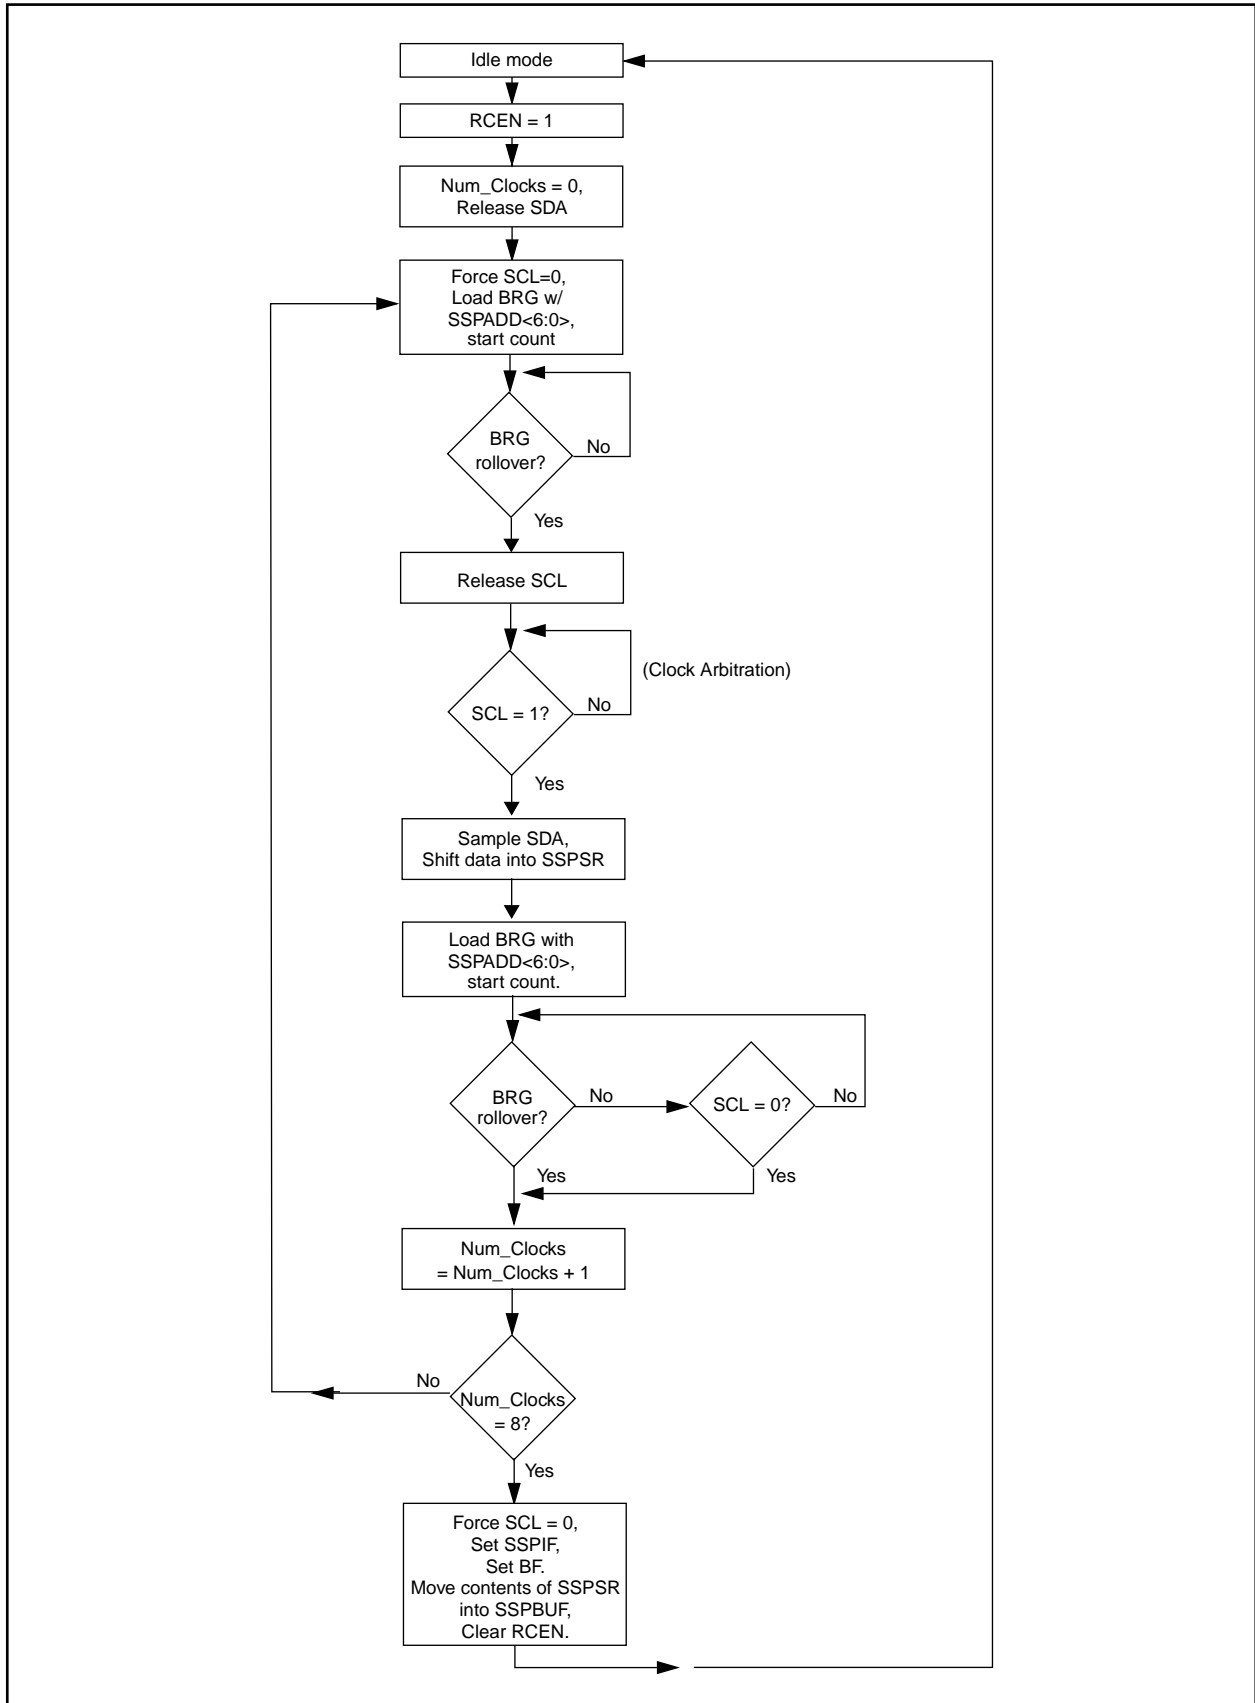 Idle mode
RCEN = 1
Num_Clocks = 0,
Release SDA
Force SCL=0,
Load BRG w/
SSPADD<6:0>,
start count
BRG
rollover?
No
Yes
Release SCL
(Clock Arbitration)
SCL = 1?
No
Yes
Sample SDA,
Shift data into SSPSR
Load BRG with
SSPADD<6:0>,
start count.
BRG
rollover?
No
SCL = 0?
No
Yes
Yes
Num_Clocks
= Num_Clocks + 1
No
Num_Clocks
= 8?
Yes
Force SCL = 0,
Set SSPIF,
Set BF.
Move contents of SSPSR
into SSPBUF,
Clear RCEN.